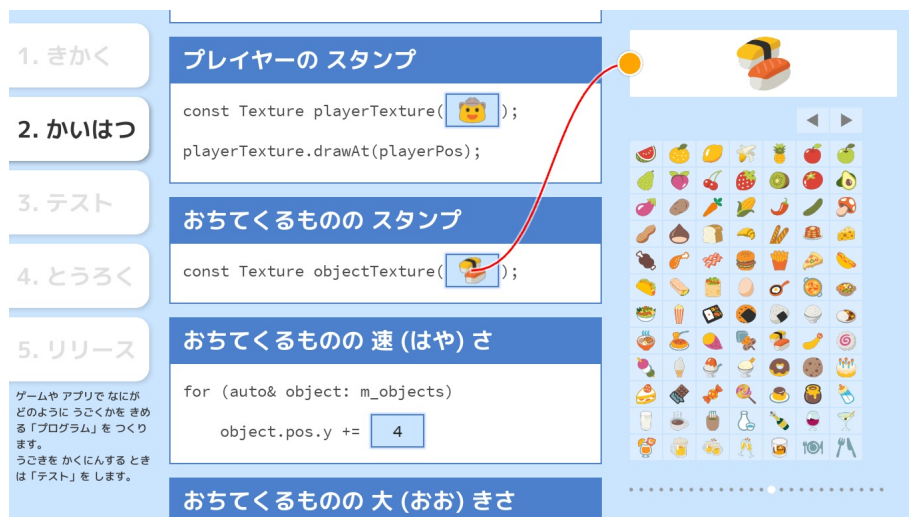 1. きかく
2. かいはつ
3. テスト
4. とうろく
5. リリース
ゲームや アプリで なにが
どのように うごくかを きめ
る「プログラム」を つくり
ます。
うごきを かくにんする とき
は「テスト」を します。
プレイヤーの スタンプ
const Texture playerTexture( );
playerTexture.drawAt(playerPos);
おちてくるものの スタンプ
const Texture objectTexture( );
おちてくるものの 速 (はや) さ
for (auto& object: m_objects)
object.pos.y += 4
おちてくるものの 大 (おお) きさ